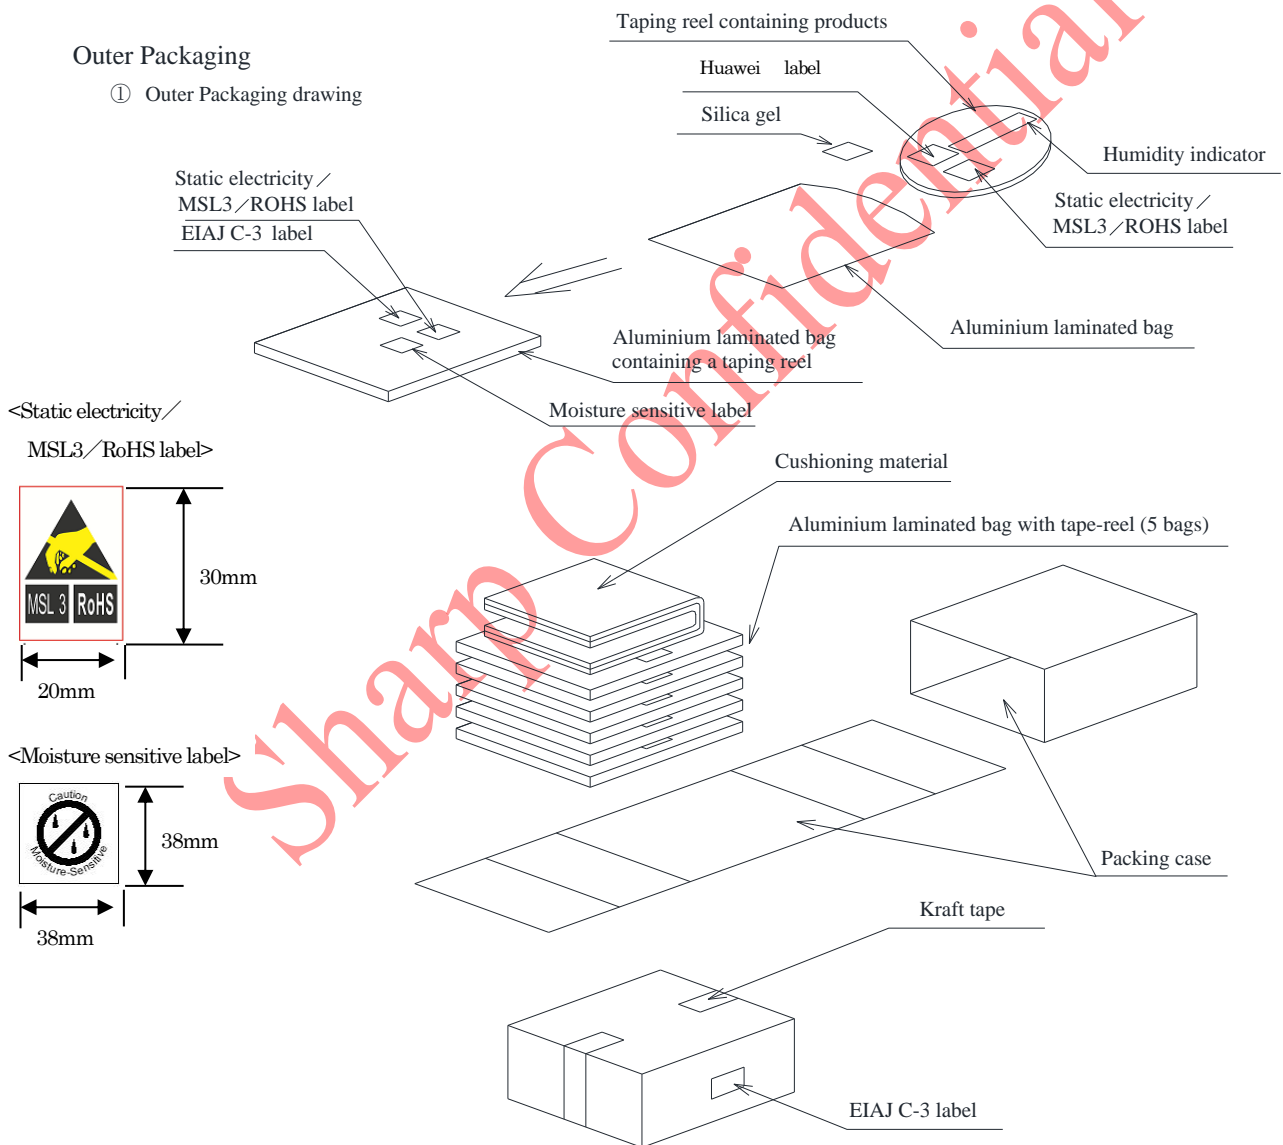 Outer Packaging
① Outer Packaging drawing
Taping reel containing products
Huawei label
Silica gel
Humidity indicator
Static electricity／
MSL3／ROHS label
Static electricity／
MSL3／ROHS label
EIAJ C-3 label
Aluminium laminated bag
Aluminium laminated bag
containing a taping reel
Moisture sensitive label
<Static electricity／
MSL3／RoHS label>
MSL 3 RoHS
30mm
20mm
Cushioning material
Aluminium laminated bag with tape-reel (5 bags)
<Moisture sensitive label>
Caution
Moisture-Sensitive
38mm
38mm
Packing case
Kraft tape
EIAJ C-3 label
Sharp Confidential